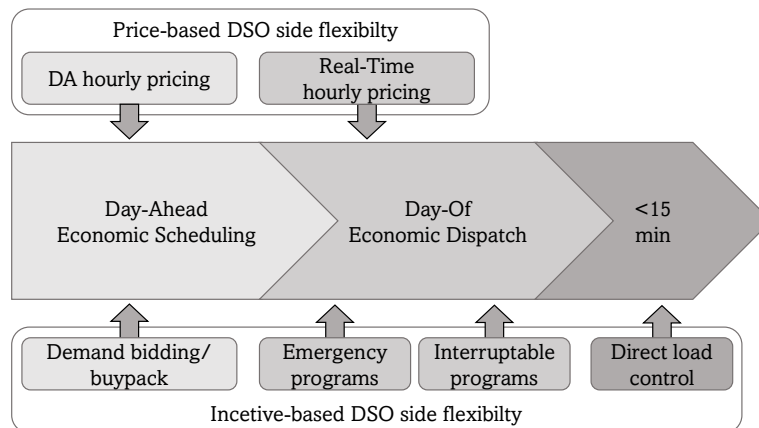 Price-based DSO side flexibilty
DA hourly pricing
Real-Time
hourly pricing
Day-Ahead
Economic Scheduling
Day-Of
Economic Dispatch
<15
min
Demand bidding/
buypack
Emergency
programs
Interruptable
programs
Direct load
control
Incetive-based DSO side flexibilty